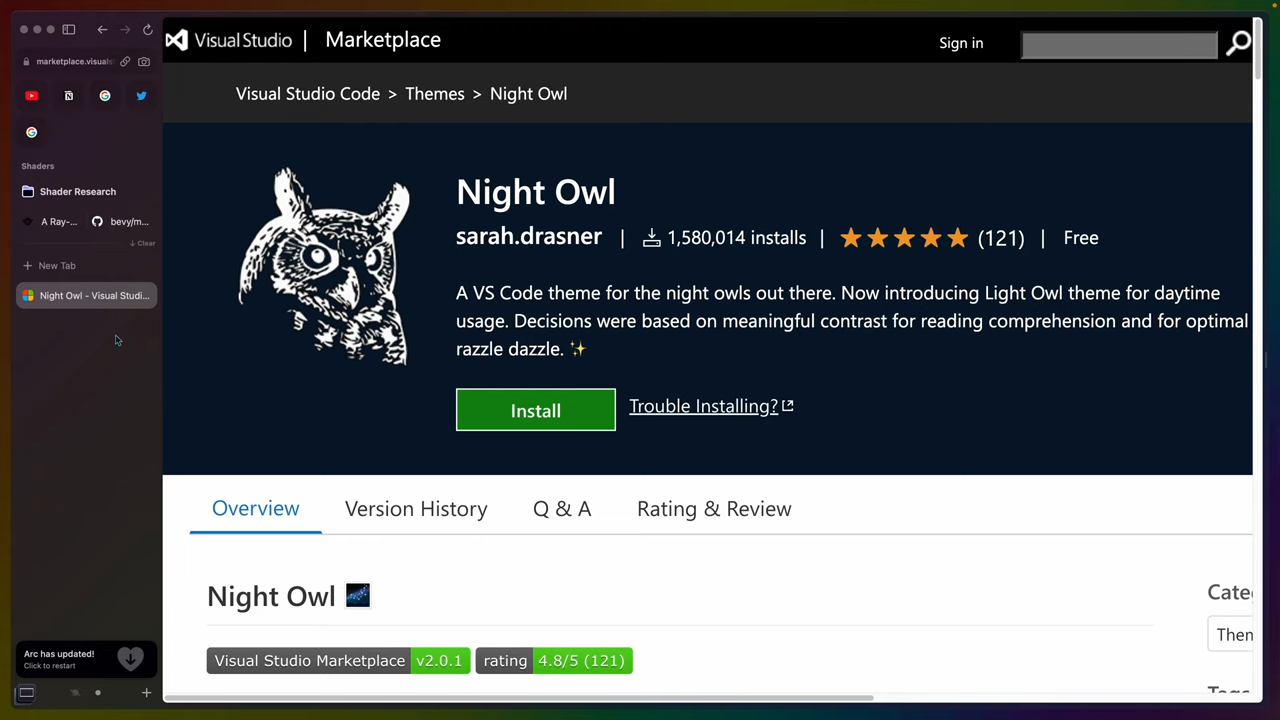 marketplace.visuals
Shaders
Shader Research
A Ray-...
bevy/m...
Clear
New Tab
Night Owl - Visual Studi...
Arc has updated!
Click to restart
Visual Studio | Marketplace
Sign in
Visual Studio Code > Themes > Night Owl
Night Owl
sarah.drasner | 1,580,014 installs | (121) | Free
A VS Code theme for the night owls out there. Now introducing Light Owl theme for daytime
usage. Decisions were based on meaningful contrast for reading comprehension and for optimal
razzle dazzle. ✨
Install
Trouble Installing?
Overview
Version History
Q & A
Rating & Review
Night Owl
Cate
Them
Visual Studio Marketplace v2.0.1
rating 4.8/5 (121)